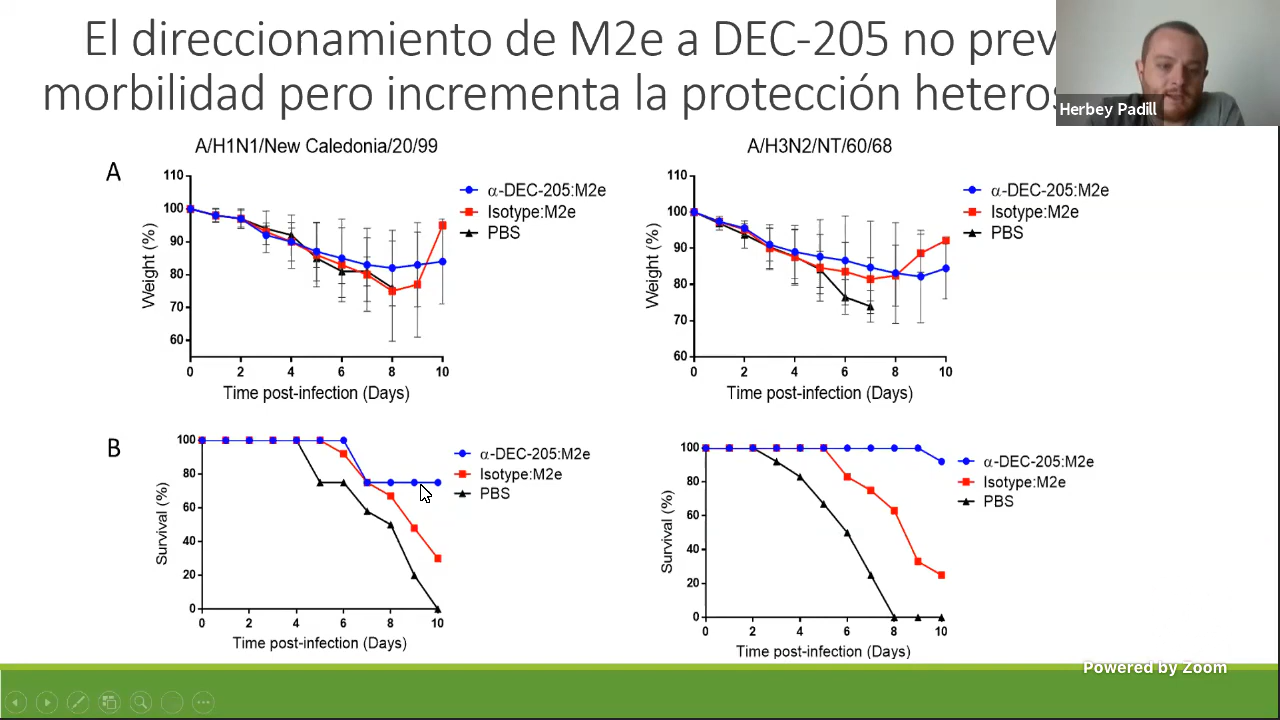 El direccionamiento de M2e a DEC-205 no
morbilidad pero incrementa la protección
Herbey Padill
A/H1N1/New Caledonia/20/99
A/H3N2/NT/60/68
A
110
100
90
80
70
60
Weight (%)
0 2 4 6 8 10
Time post-infection (Days)
α-DEC-205:M2e
Isotype:M2e
PBS
110
100
90
80
70
60
Weight (%)
0 2 4 6 8 10
Time post-infection (Days)
α-DEC-205:M2e
Isotype:M2e
PBS
B
100
80
60
40
20
0
Survival (%)
0 2 4 6 8 10
Time post-infection (Days)
α-DEC-205:M2e
Isotype:M2e
PBS
100
80
60
40
20
0
Survival (%)
0 2 4 6 8 10
Time post-infection (Days)
α-DEC-205:M2e
Isotype:M2e
PBS
Powered by Zoom